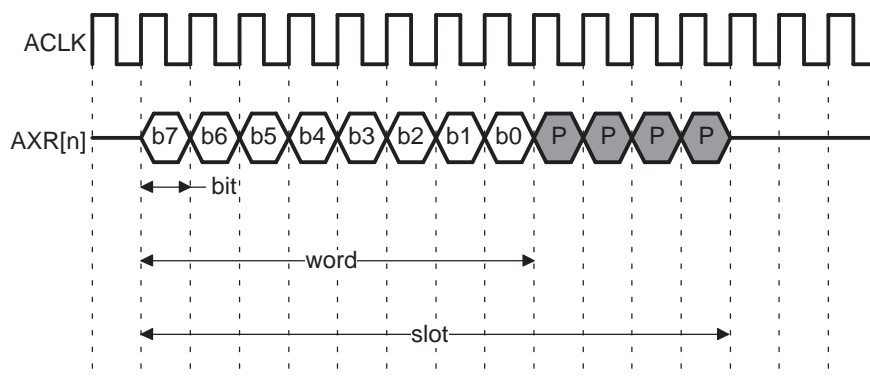 ACLK
AXR[n] b7 b6 b5 b4 b3 b2 b1 b0 P P P P
bit
word
slot